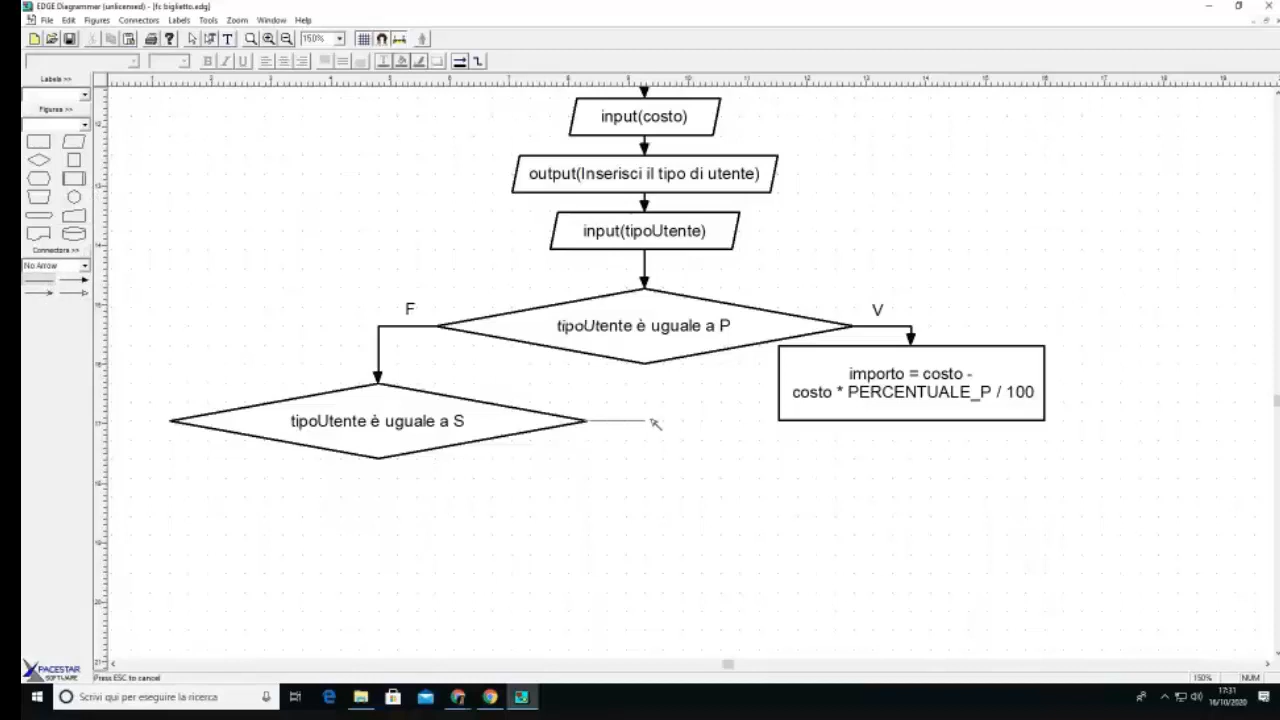 EDGE Diagrammer (unlicensed) - [fc biglietto.edg]
File Edit Figures Connectors Labels Tools Zoom Window Help
150%
B I U
Labels >>
Figures >>
Connectors >>
No Arrow
input(costo)
output(Inserisci il tipo di utente)
input(tipoUtente)
F
V
tipoUtente è uguale a P
importo = costo -
costo * PERCENTUALE_P / 100
tipoUtente è uguale a S
PACESTAR
SOFTWARE
Press ESC to cancel
150%
NUM
Scrivi qui per eseguire la ricerca
17:31
16/10/2020